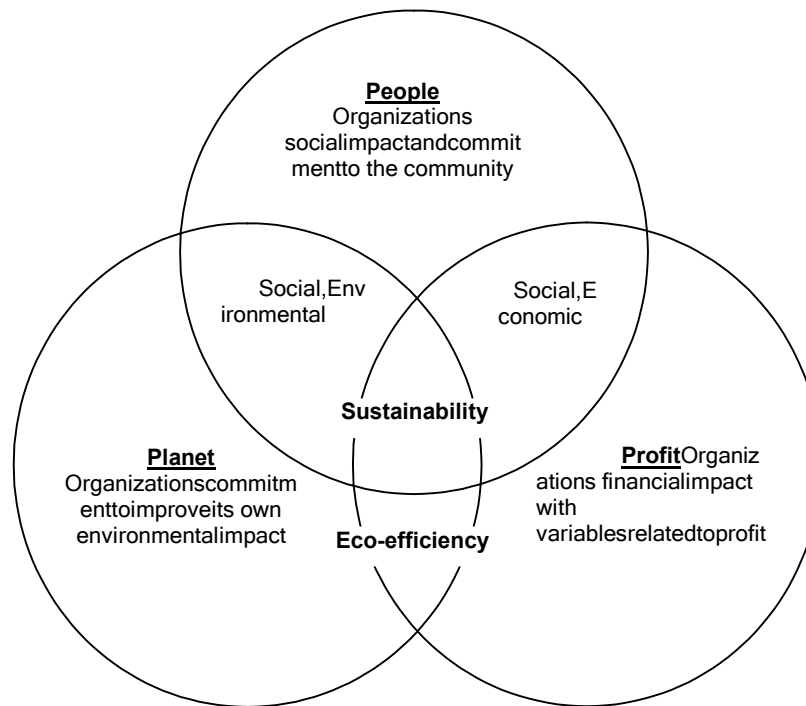 People
Organizations
socialimpactandcommit
mentto the community
Social,Env
ironmental
Social,E
conomic
Sustainability
Planet
Organizationscommitm
enttoimproveits own
environmentalimpact
ProfitOrganiz
ations financialimpact
with
variablesrelatedtoprofit
Eco-efficiency